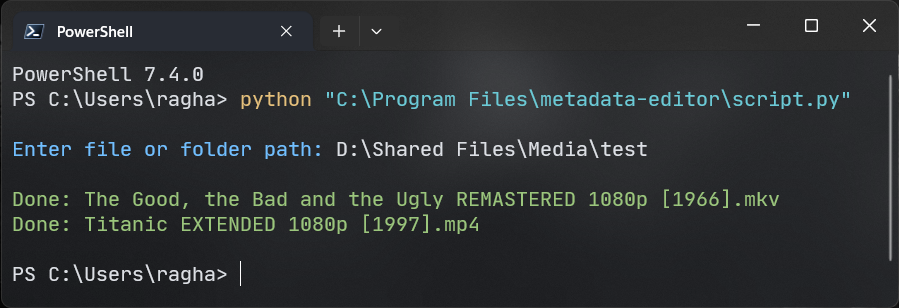 PowerShell
PowerShell 7.4.0
PS C:\Users\ragha> python "C:\Program Files\metadata-editor\script.py"
Enter file or folder path: D:\Shared Files\Media\test
Done: The Good, the Bad and the Ugly REMASTERED 1080p [1966].mkv
Done: Titanic EXTENDED 1080p [1997].mp4
PS C:\Users\ragha>